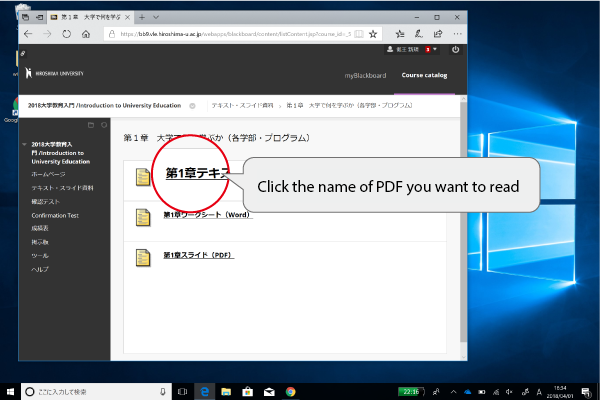 第１章　大学で何を学ぶ
https://bb9.vle.hiroshima-u.ac.jp/webapps/blackboard/content/listContent.jsp?course_id=_5
HIROSHIMA UNIVERSITY
myBlackboard
Course catalog
2018大学教育入門 /Introduction to University Education
テキスト・スライド資料
第１章　大学で何を学ぶか（各学部・プログラム）
2018大学教育入門 /Introduction to University Education
ホームページ
テキスト・スライド資料
確認テスト
Confirmation Test
成績表
掲示板
ツール
ヘルプ
第１章　大学で
学ぶか（各学部・プログラム）
第1章テキス
Click the name of PDF you want to read
第1章ワークシート（Word）
第1章スライド（PDF）
ここに入力して検索
22:36
A
16:54
2018/04/01